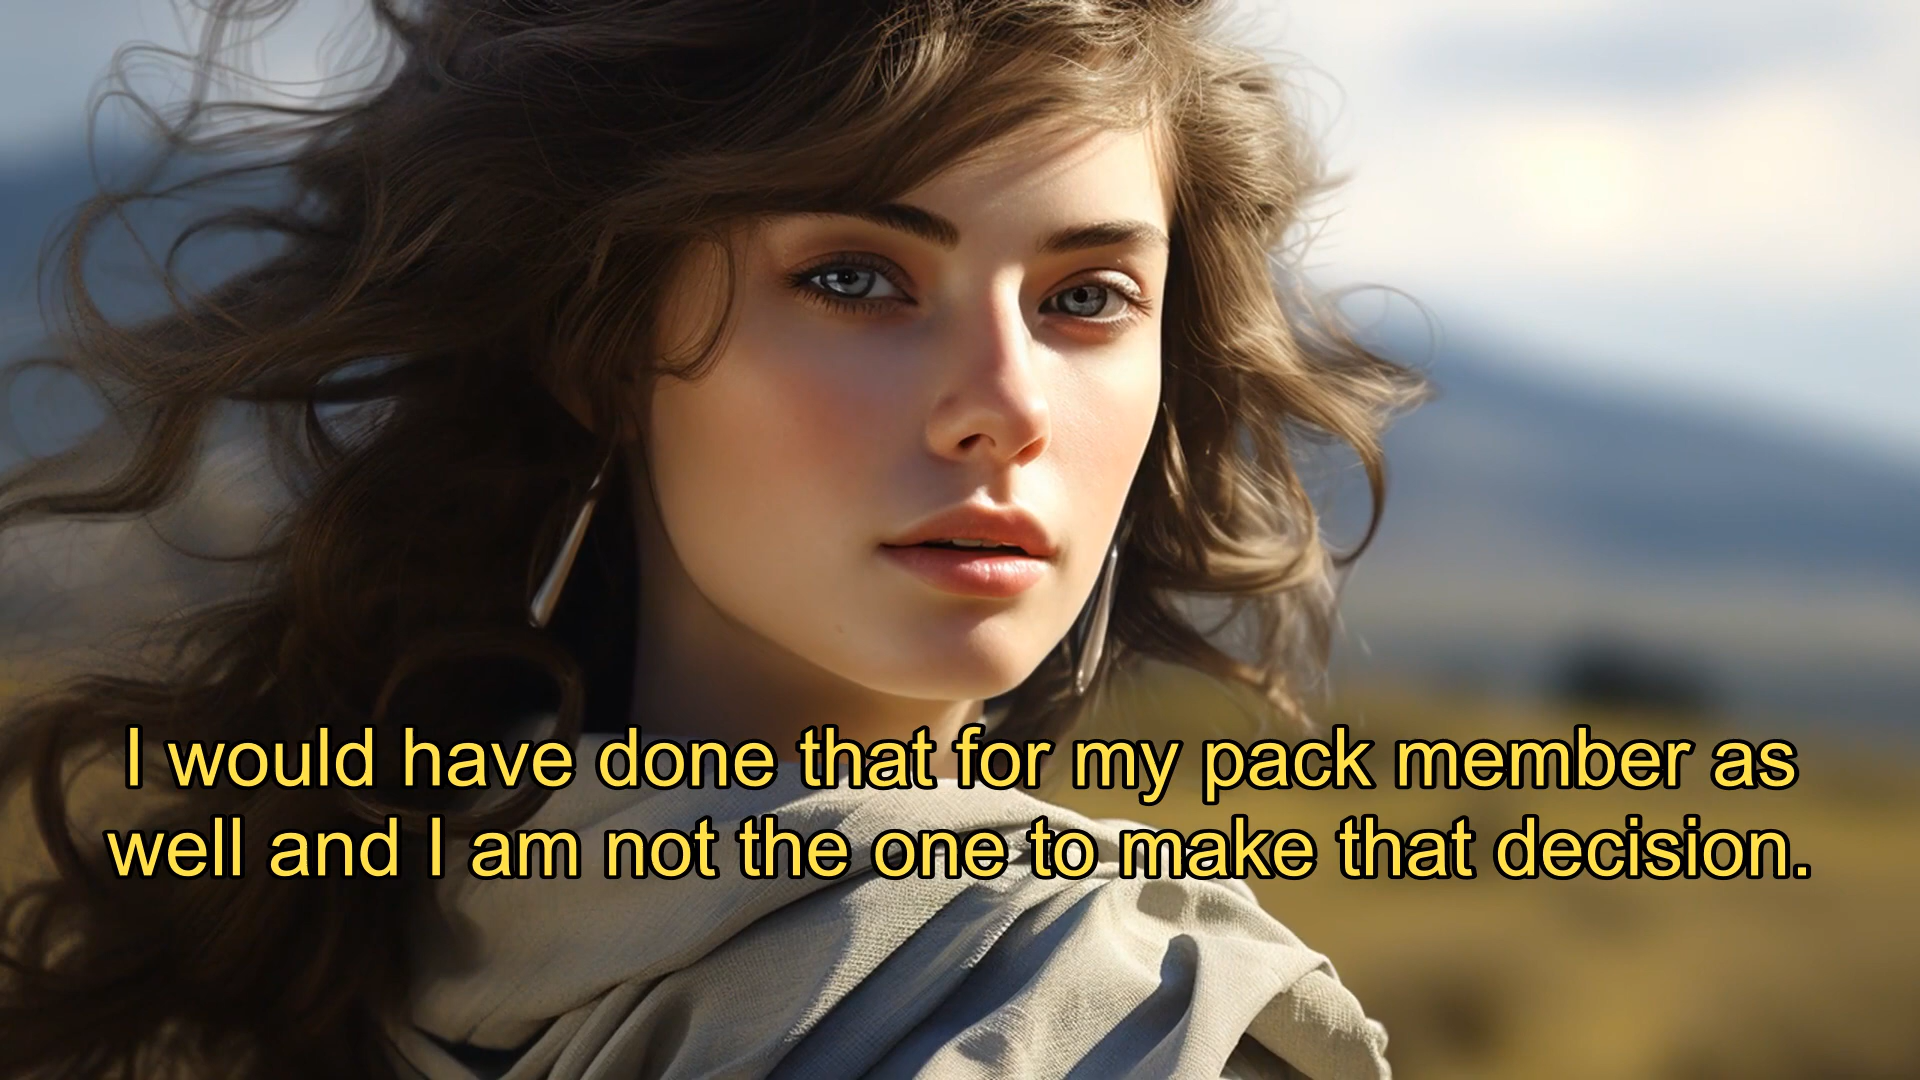 I would have done that for my pack member as
well and I am not the one to make that decision.